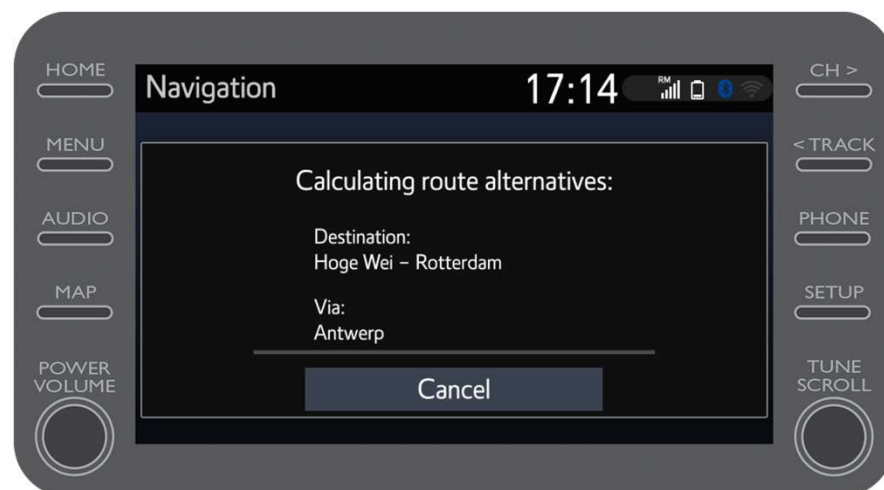 HOME
MENU
AUDIO
MAP
POWER
VOLUME
Navigation
17:14
RM
Calculating route alternatives:
Destination:
Hoge Wei – Rotterdam
Via:
Antwerp
Cancel
CH >
< TRACK
PHONE
SETUP
TUNE
SCROLL